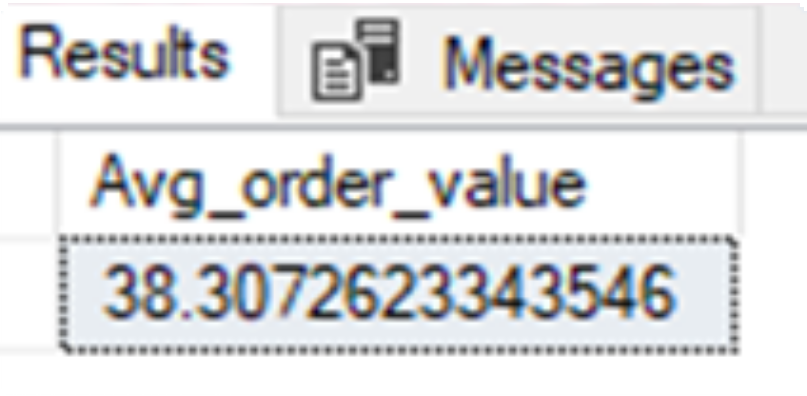 Results Messages
Avg_order_value
38.3072623343546